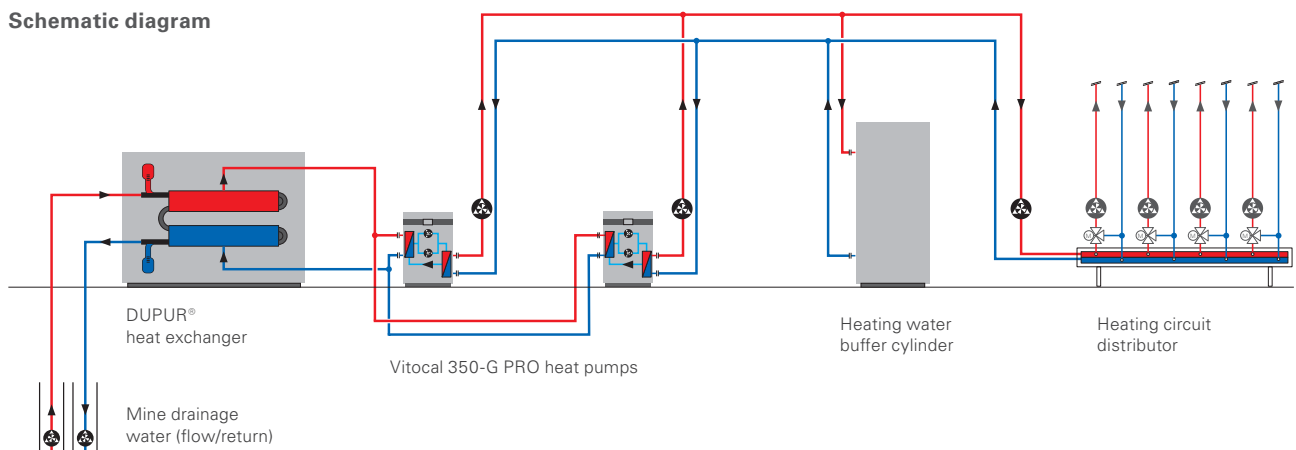 Schematic diagram
DUPUR®
heat exchanger
Vitocal 350-G PRO heat pumps
Heating water
buffer cylinder
Heating circuit
distributor
Mine drainage
water (flow/return)
M
M
M
M